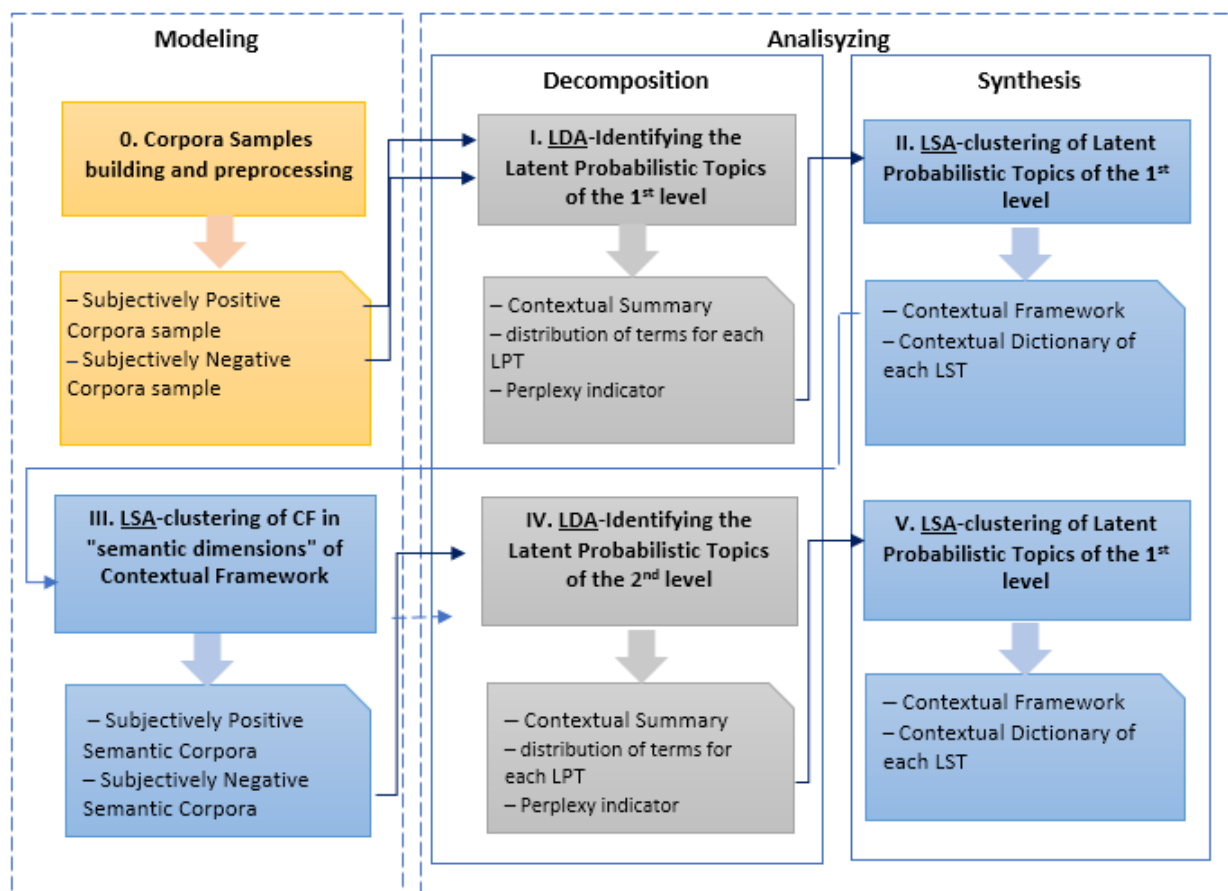 Modeling
Analisyzing
Decomposition
Synthesis
0. Corpora Samples
building and preprocessing
– Subjectively Positive
Corpora sample
– Subjectively Negative
Corpora sample
I. LDA-Identifying the
Latent Probabilistic Topics
of the 1st level
– Contextual Summary
– distribution of terms for each
LPT
– Perplexy indicator
II. LSA-clustering of Latent
Probabilistic Topics of the 1st
level
– Contextual Framework
– Contextual Dictionary of
each LST
III. LSA-clustering of CF in
"semantic dimensions" of
Contextual Framework
– Subjectively Positive
Semantic Corpora
– Subjectively Negative
Semantic Corpora
IV. LDA-Identifying the
Latent Probabilistic Topics
of the 2nd level
– Contextual Summary
– distribution of terms for
each LPT
– Perplexy indicator
V. LSA-clustering of Latent
Probabilistic Topics of the 1st
level
– Contextual Framework
– Contextual Dictionary of
each LST